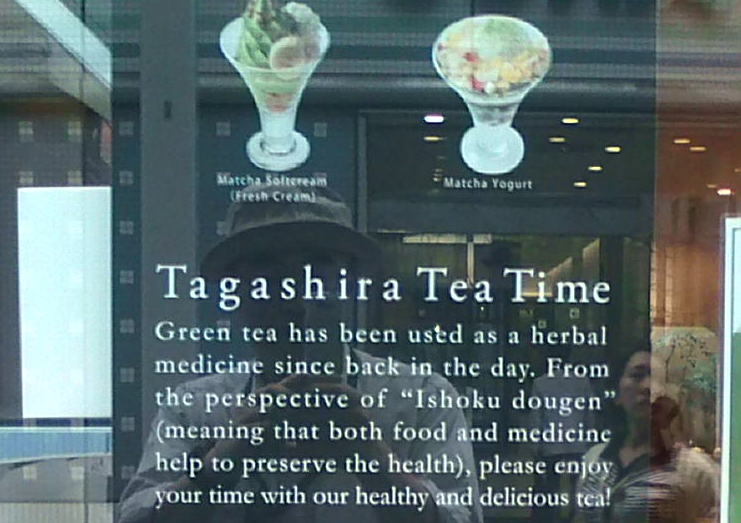 Matcha Softcream
(Fresh Cream)
Matcha Yogurt
Tagashira Tea Time
Green tea has been used as a herbal
medicine since back in the day. From
the perspective of “Ishoku dougen”
(meaning that both food and medicine
help to preserve the health), please enjoy
your time with our healthy and delicious tea!